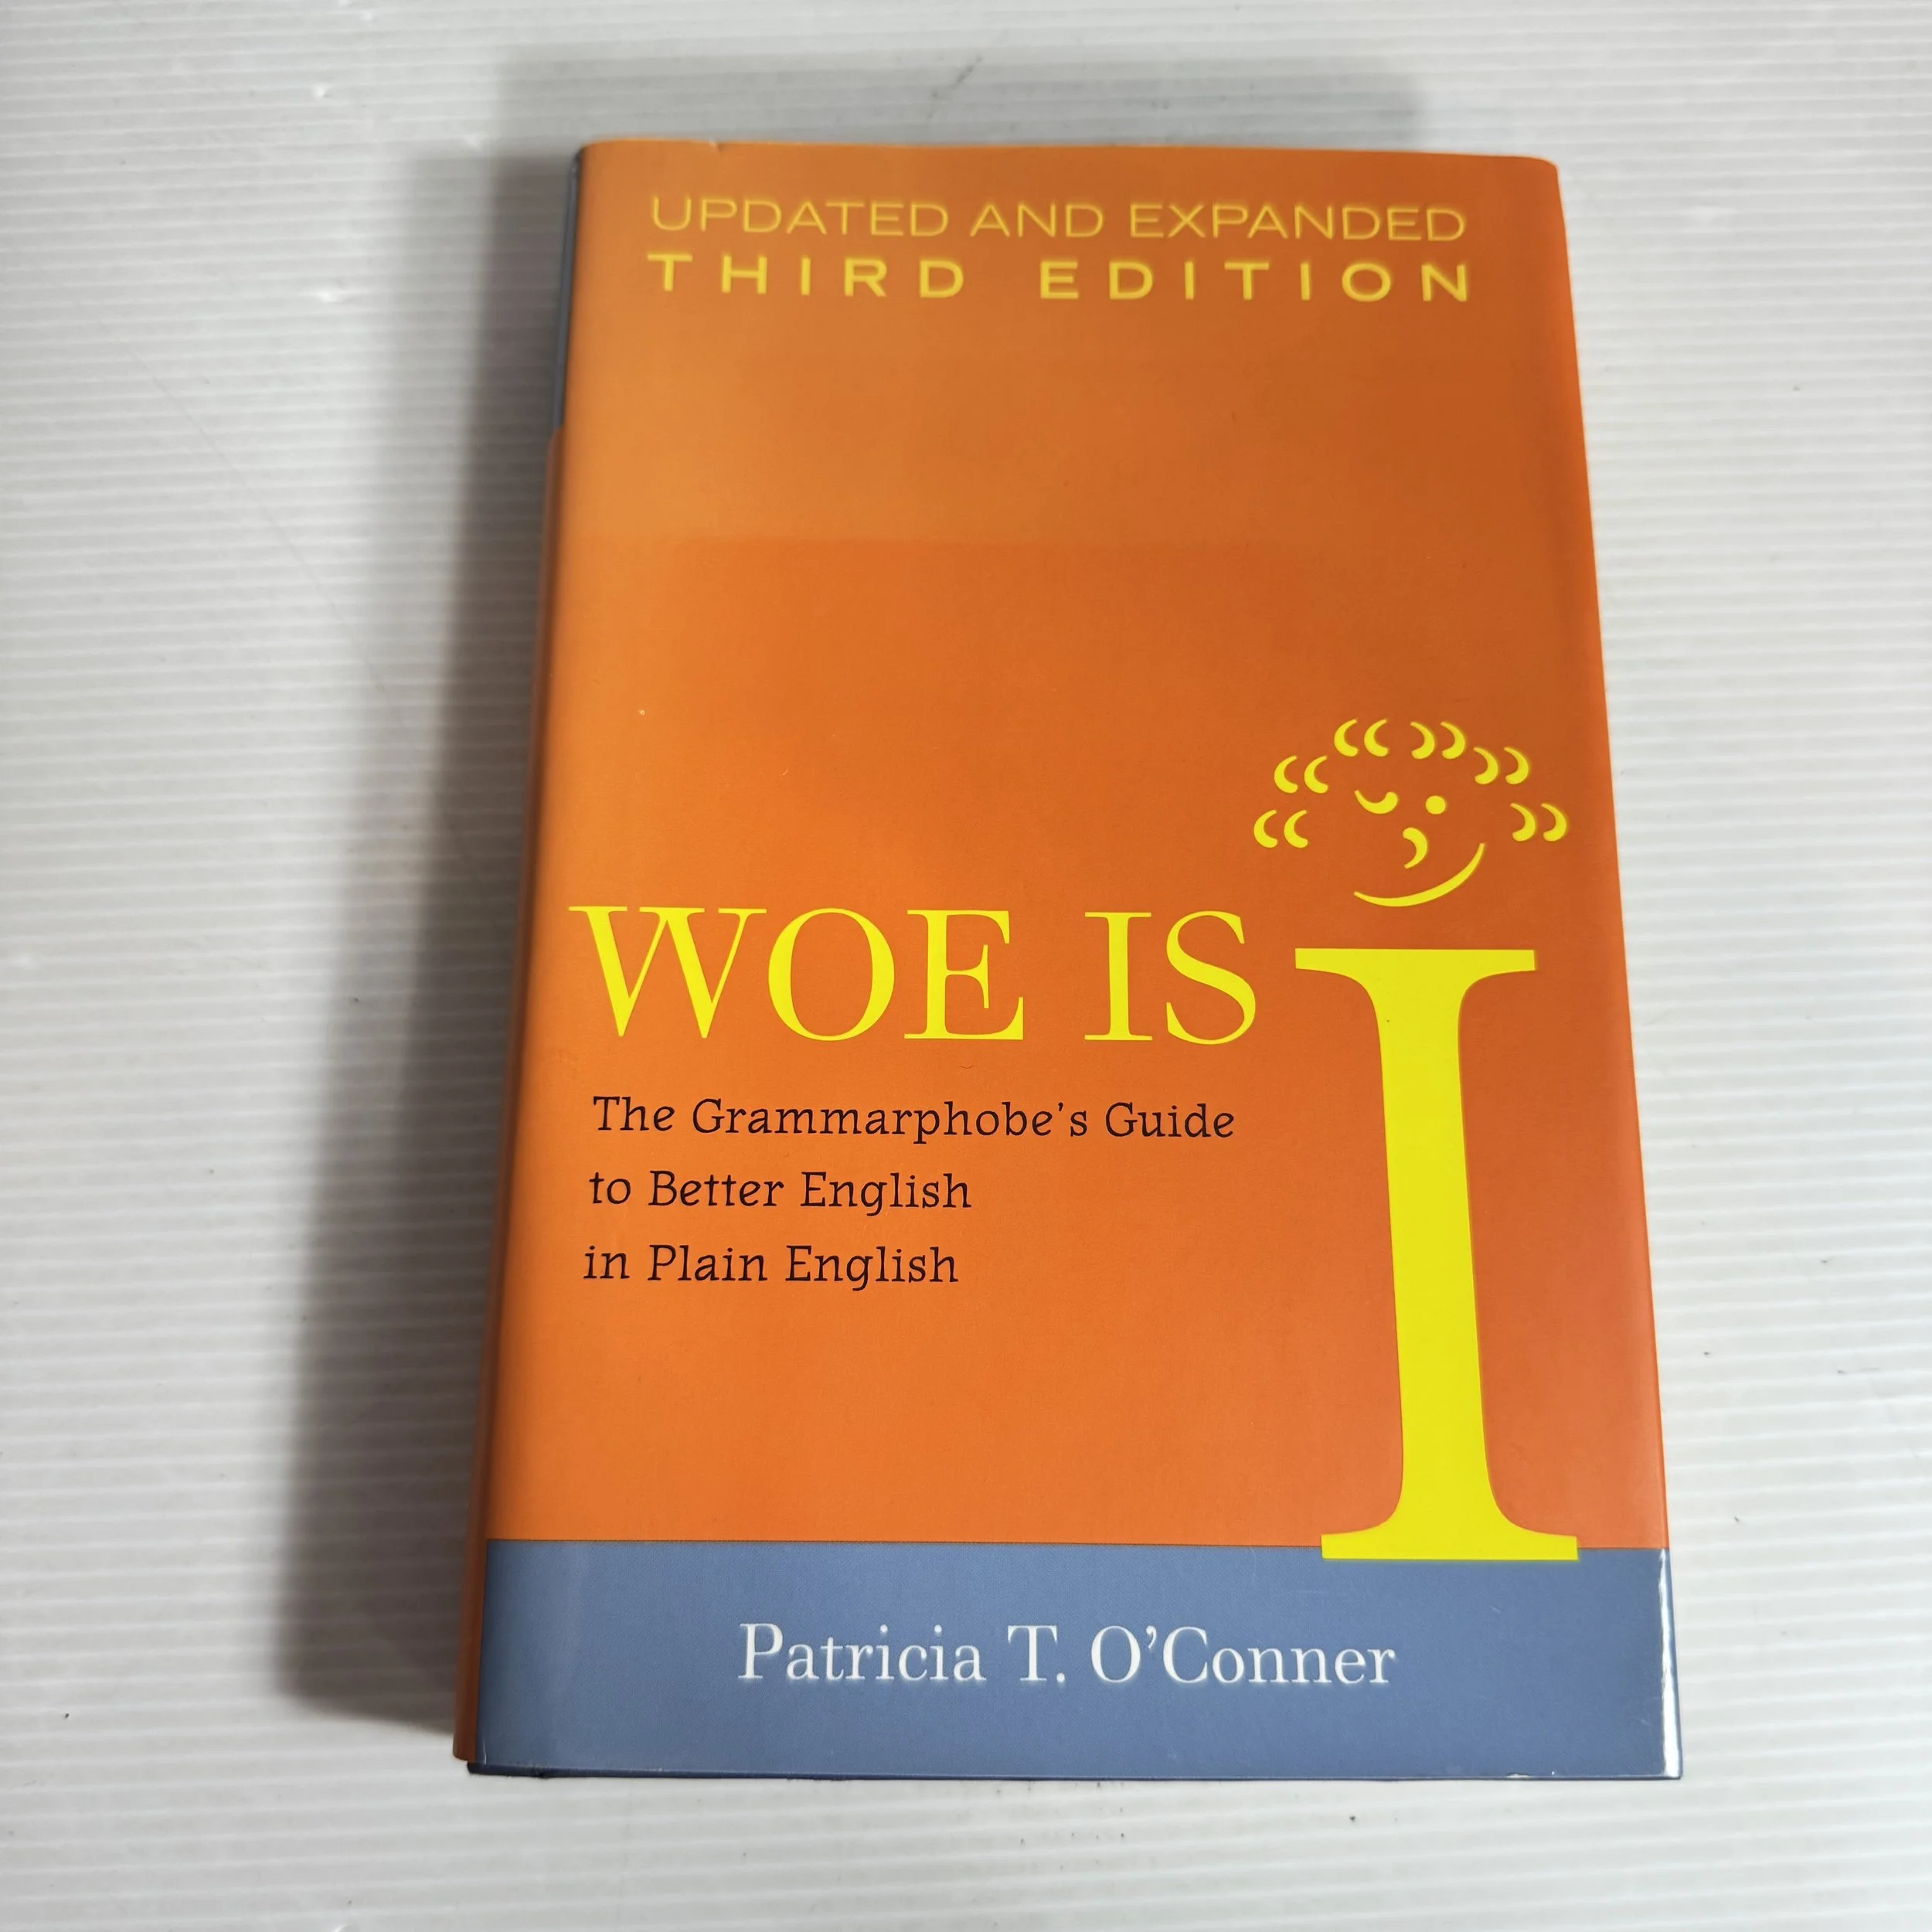 UPDATED AND EXPANDED
THIRD EDITION
WOE IS I
The Grammarphobe's Guide
to Better English
in Plain English
Patricia T. O'Conner